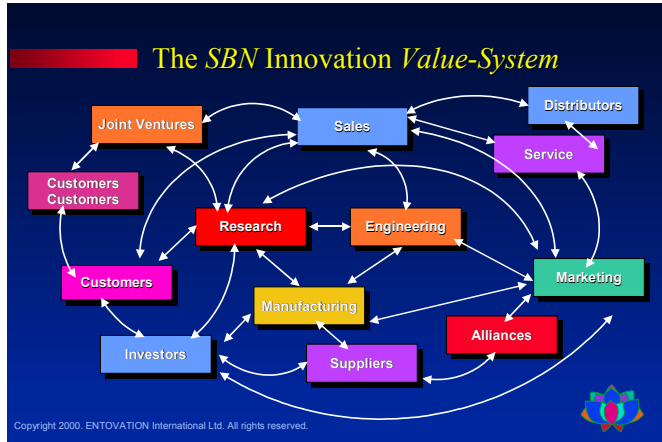 The SBN Innovation Value-System
Distributors
Joint Ventures
Sales
Service
Customers
Customers
Research
Engineering
Customers
Marketing
Manufacturing
Alliances
Investors
Suppliers
Copyright 2000. ENTOVATION International Ltd. All rights reserved.